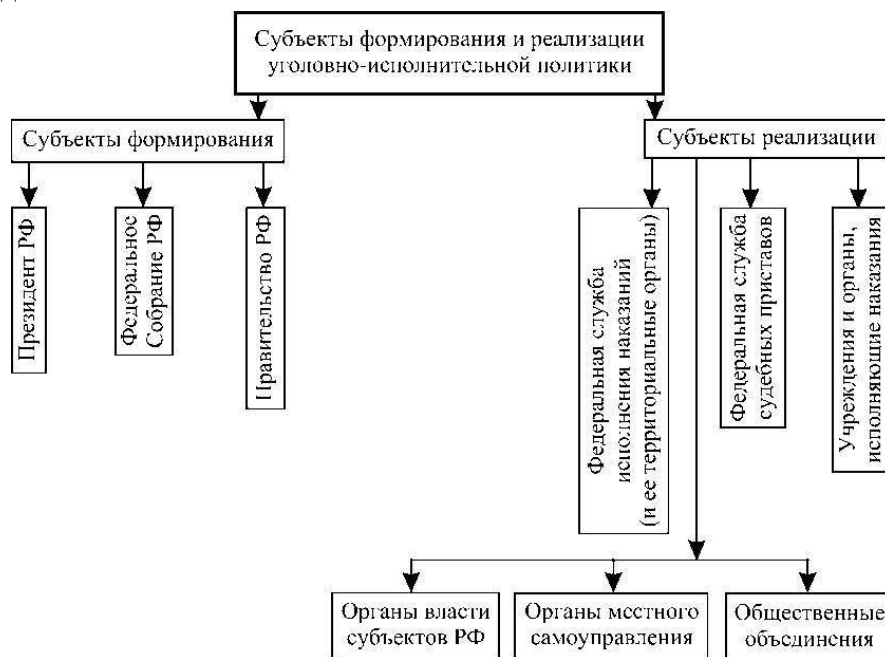 Субъекты формирования и реализации
уголовно-исполнительной политики
Субъекты формирования
Субъекты реализации
Президент РФ
Федеральное
Собрание РФ
Правительство РФ
Федеральная служба
исполнения наказаний
(и ее территориальные органы)
Федеральная служба
судебных приставов
Учреждения и органы,
исполняющие наказания
Органы власти
субъектов РФ
Органы местного
самоуправления
Общественные
объединения